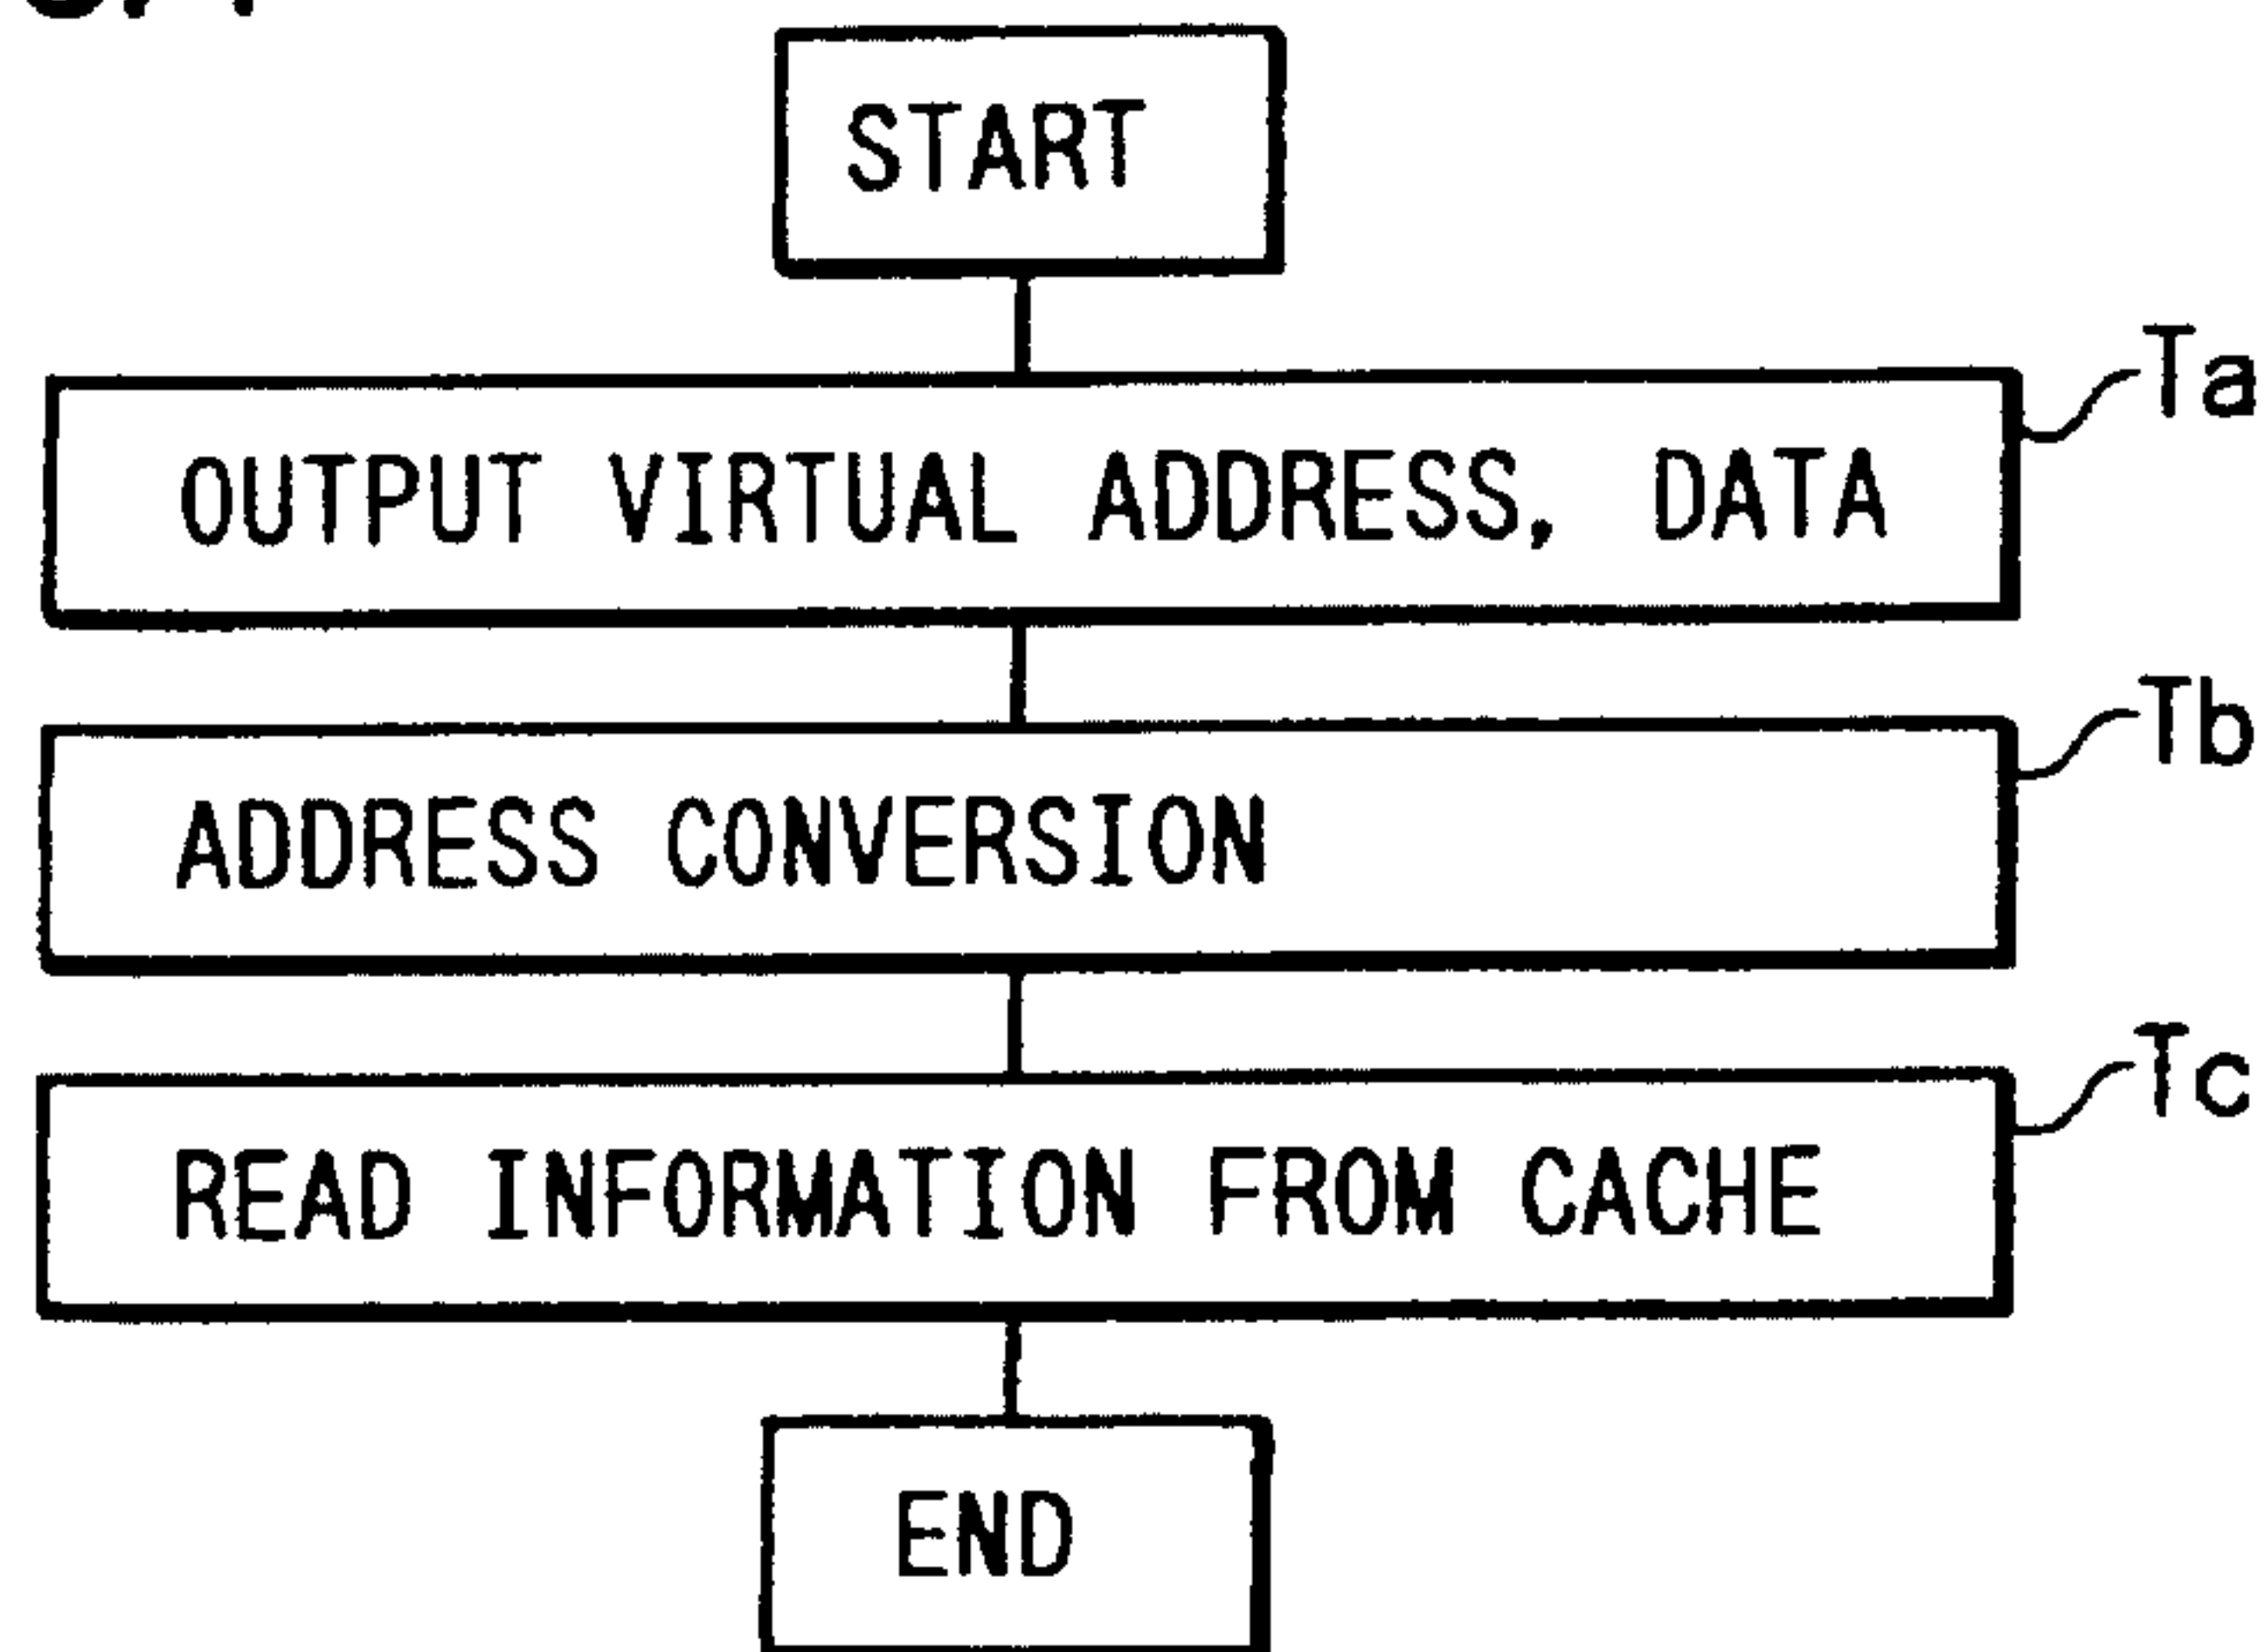 START
Ta
OUTPUT VIRTUAL ADDRESS, DATA
Tb
ADDRESS CONVERSION
Tc
READ INFORMATION FROM CACHE
END